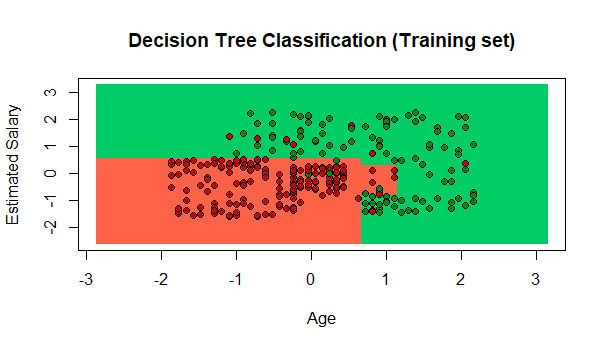 Decision Tree Classification (Training set)
Estimated Salary
3
2
1
0
-1
-2
-3 -2 -1 0 1 2 3
Age